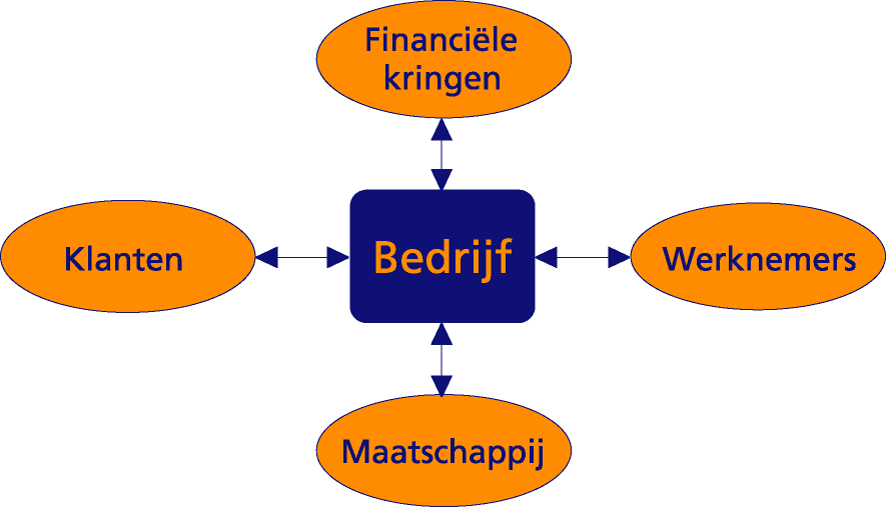 Financiële
kringen
Klanten
Bedrijf
Werknemers
Maatschappij